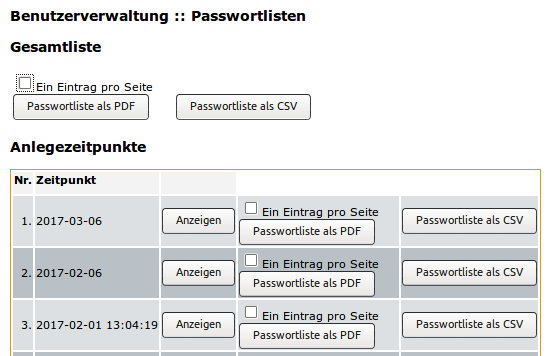 Benutzerverwaltung :: Passwortlisten
Gesamtliste
Ein Eintrag pro Seite
Passwortliste als PDF Passwortliste als CSV
Anlegezeitpunkte
Nr. Zeitpunkt
1. 2017-03-06 Anzeigen Ein Eintrag pro Seite Passwortliste als PDF Passwortliste als CSV
2. 2017-02-06 Anzeigen Ein Eintrag pro Seite Passwortliste als PDF Passwortliste als CSV
3. 2017-02-01 13:04:19 Anzeigen Ein Eintrag pro Seite Passwortliste als PDF Passwortliste als CSV